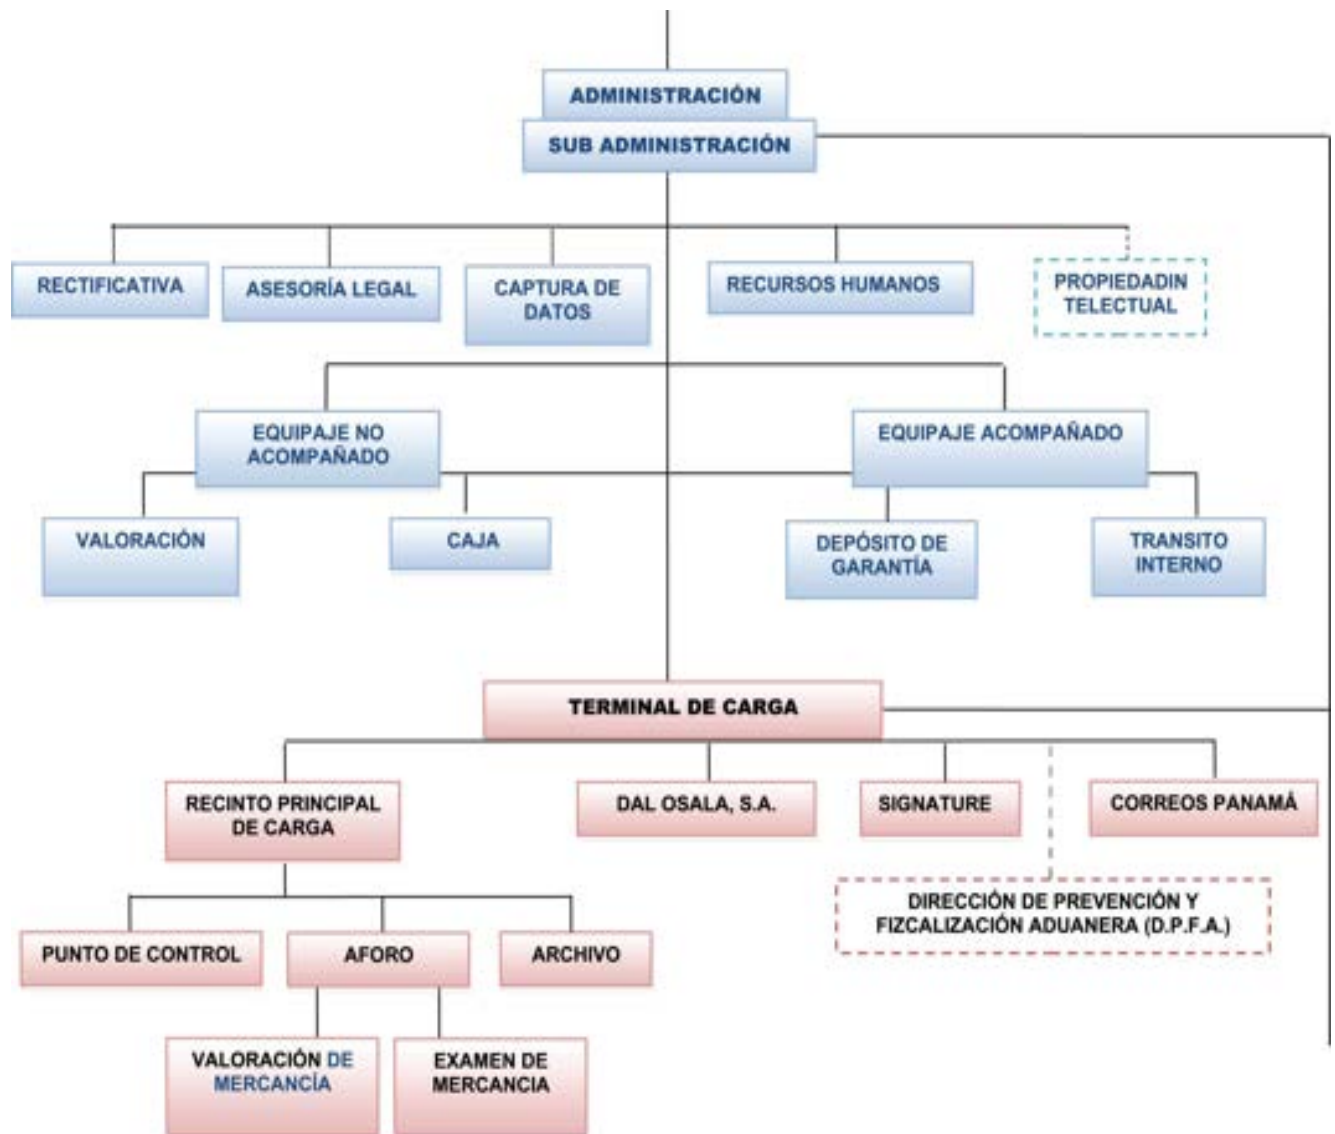 ADMINISTRACIÓN
SUB ADMINISTRACIÓN
RECTIFICATIVA
ASESORÍA LEGAL
CAPTURA DE
DATOS
RECURSOS HUMANOS
PROPIEDADIN
TELECTUAL
EQUIPAJE NO
ACOMPAÑADO
EQUIPAJE ACOMPAÑADO
VALORACIÓN
CAJA
DEPÓSITO DE
GARANTÍA
TRANSITO
INTERNO
TERMINAL DE CARGA
RECINTO PRINCIPAL
DE CARGA
DAL OSALA, S.A.
SIGNATURE
CORREOS PANAMÁ
DIRECCIÓN DE PREVENCIÓN Y
FIZCALIZACIÓN ADUANERA (D.P.F.A.)
PUNTO DE CONTROL
AFORO
ARCHIVO
VALORACIÓN DE
MERCANCÍA
EXAMEN DE
MERCANCIA